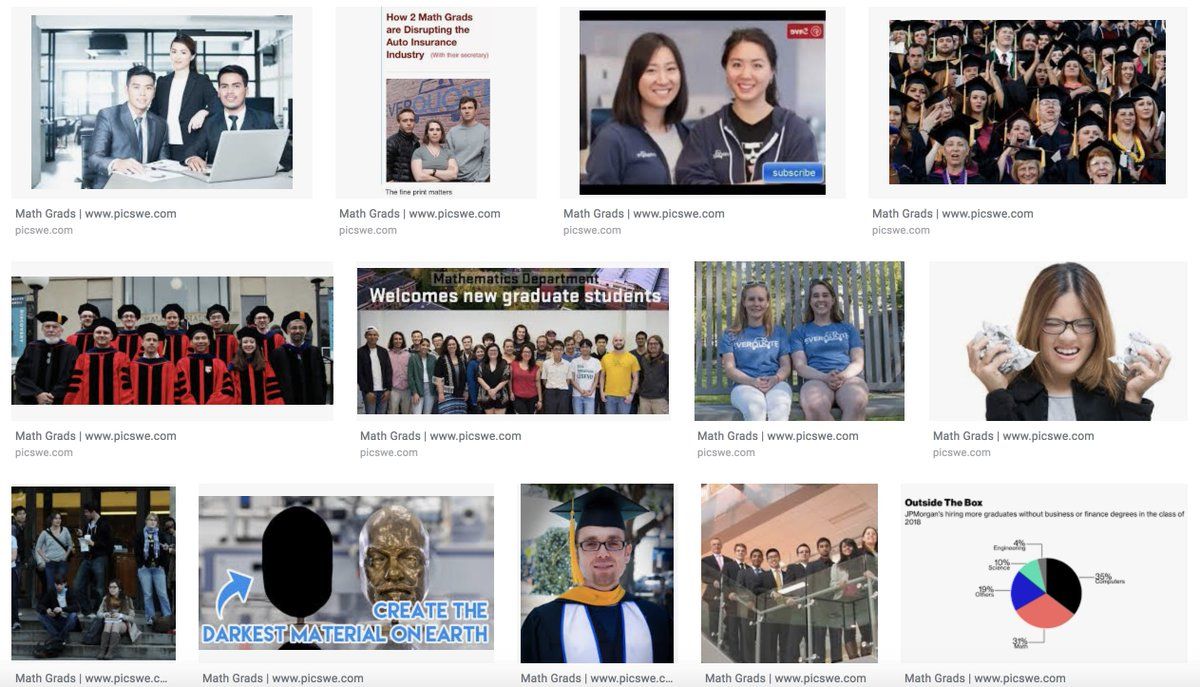 How 2 Math Grads
are Disrupting the
Auto Insurance
Industry (With their secretary)
EVERQUOTE
The fine print matters
Save
subscribe
Math Grads | www.picswe.com
picswe.com
Math Grads | www.picswe.com
picswe.com
Math Grads | www.picswe.com
picswe.com
Math Grads | www.picswe.com
picswe.com
Mathematics Department
Welcomes new graduate students
EVERQUOTE
EVERQUOTE
Math Grads | www.picswe.com
picswe.com
Math Grads | www.picswe.com
picswe.com
Math Grads | www.picswe.com
picswe.com
Math Grads | www.picswe.com
picswe.com
CREATE THE
DARKEST MATERIAL ON EARTH
Outside The Box
JPMorgan's hiring more graduates without business or finance degrees in the class of
2018
4%
Engineering
10%
Science
35%
Computers
19%
Others
31%
Math
Math Grads | www.picswe.c...
Math Grads | www.picswe.com
Math Grads | www.picswe.c...
Math Grads | www.picswe.com
Math Grads | www.picswe.com